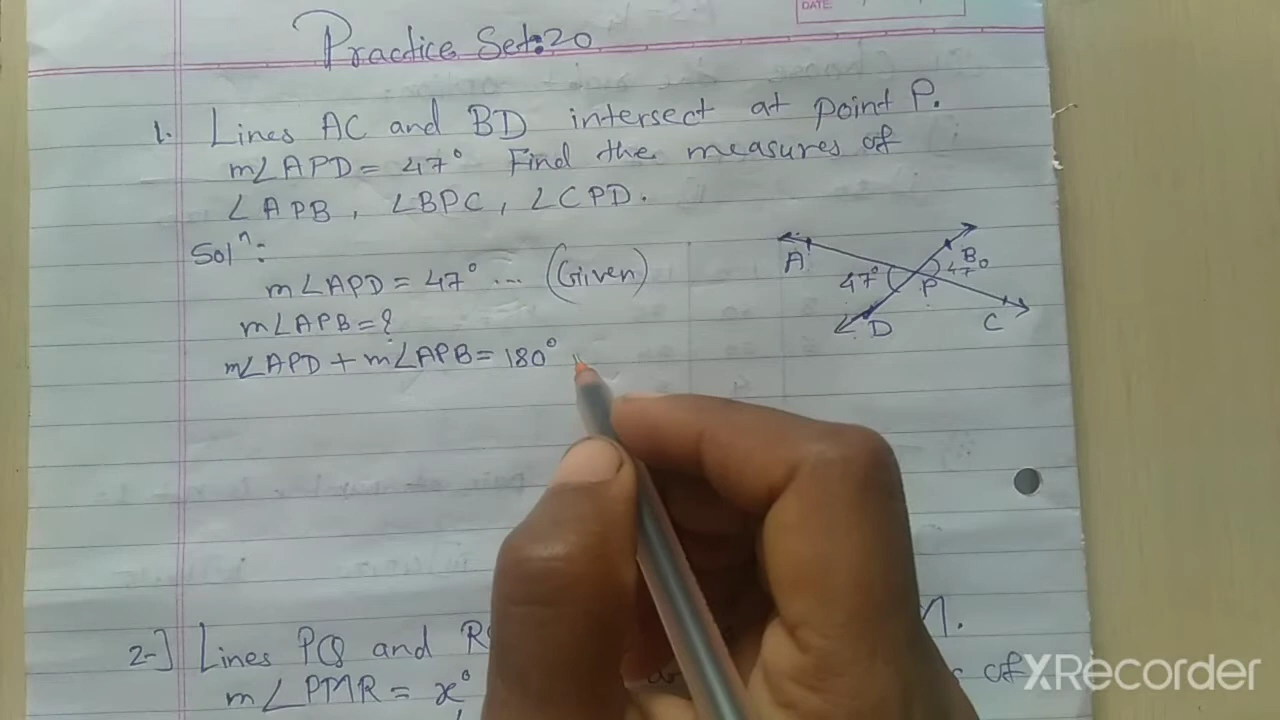 DATE:
Practice Set:20
1. Lines AC and BD intersect at point P.
m∠APD = 47° Find the measures of
∠APB, ∠BPC, ∠CPD.
Solⁿ:
m∠APD = 47° ... (Given)
m∠APB = ?
m∠APD + m∠APB = 180°
A
47°
D
P
B
47°
C
2-] Lines PQ and R
M.
m∠PMR = x°
of
XRecorder